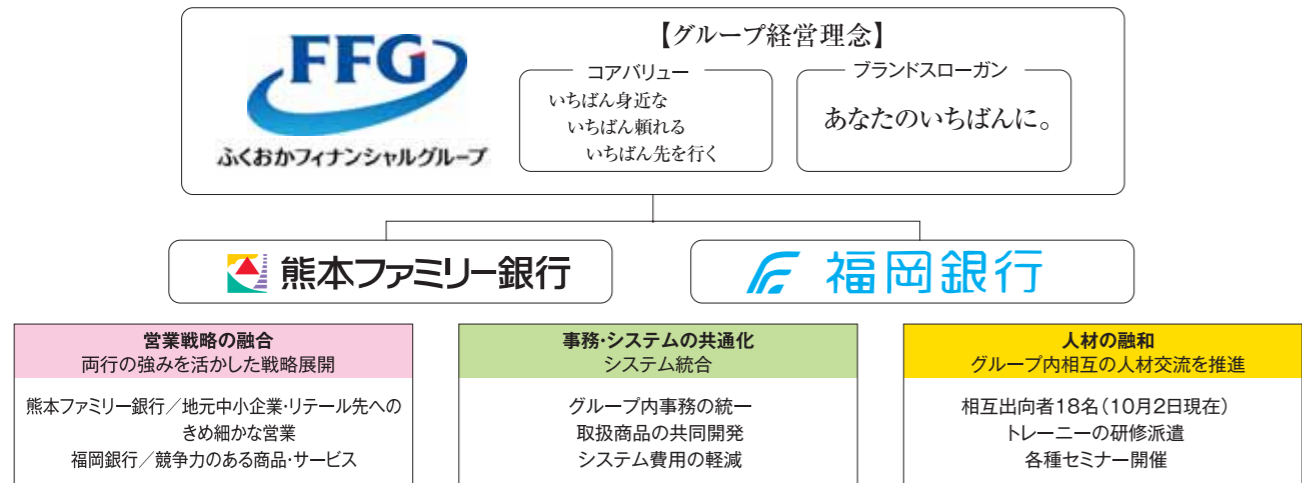 FFG
ふくおかフィナンシャルグループ
【グループ経営理念】
コアバリュー
いちばん身近な
いちばん頼れる
いちばん先を行く
ブランドスローガン
あなたのいちばんに。
熊本ファミリー銀行
福岡銀行
営業戦略の融合
両行の強みを活かした戦略展開
熊本ファミリー銀行／地元中小企業・リテール先への
きめ細かな営業
福岡銀行／競争力のある商品・サービス
事務・システムの共通化
システム統合
グループ内事務の統一
取扱商品の共同開発
システム費用の軽減
人材の融和
グループ内相互の人材交流を推進
相互出向者18名（10月2日現在）
トレーニーの研修派遣
各種セミナー開催